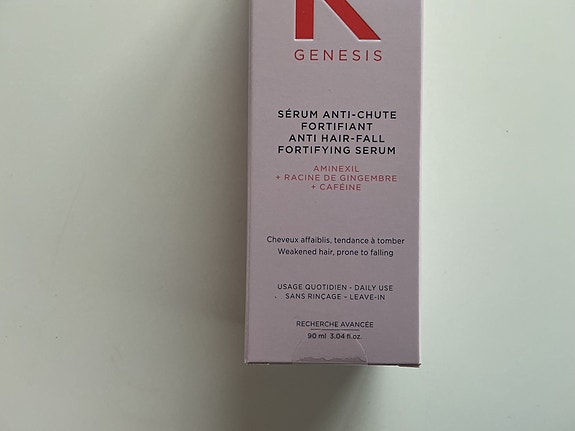 K
GENESIS
SÉRUM ANTI-CHUTE
FORTIFIANT
ANTI HAIR-FALL
FORTIFYING SERUM
AMINEXIL
+ RACINE DE GINGEMBRE
+ CAFÉINE
Cheveux affaiblis, tendance à tomber
Weakened hair, prone to falling
USAGE QUOTIDIEN - DAILY USE
SANS RINÇAGE - LEAVE-IN
RECHERCHE AVANCÉE
90 ml 3.04 fl.oz.